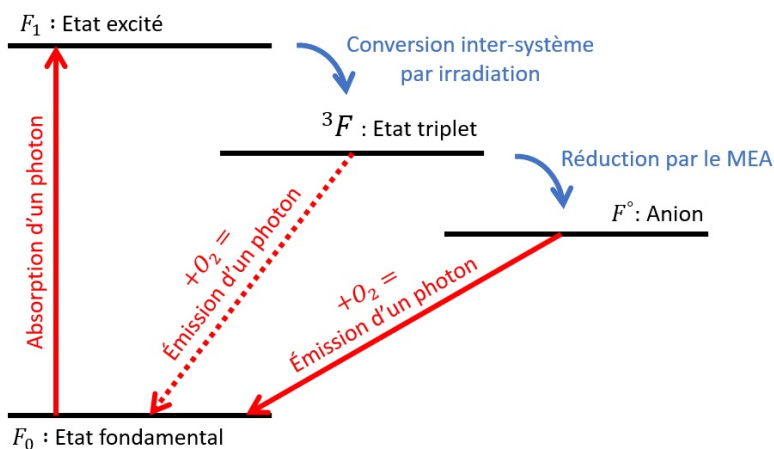 F₁ : Etat excité
Conversion inter-système
par irradiation
³F : Etat triplet
Réduction par le MEA
F° : Anion
Absorption d'un photon
+O₂ =
Émission d'un photon
+O₂ =
Émission d'un photon
F₀ : Etat fondamental